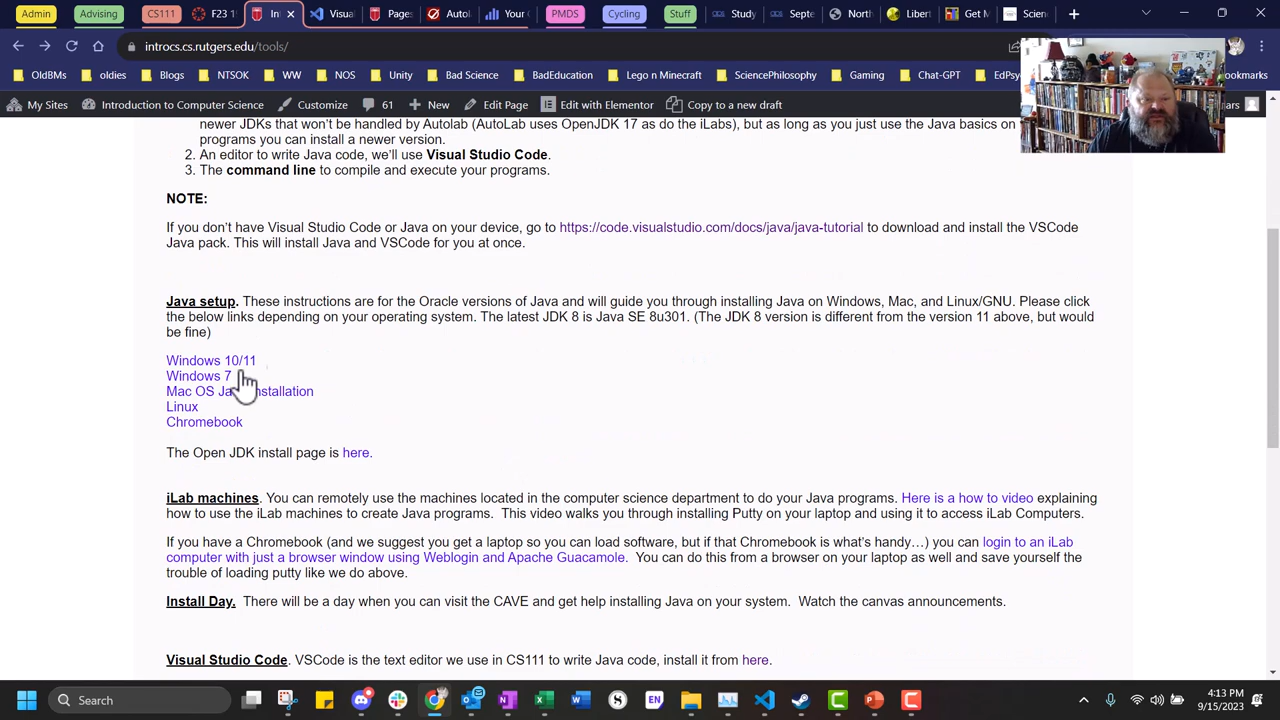 Admin
Advising
CS111
F23 1
In
Visual
Page
Autol
Your
PMDS
Cycling
Stuff
Study
Septe
North
Libert
Get N
Scien
introcs.cs.rutgers.edu/tools/
OldBMs
oldies
Blogs
NTSOK
WW
NOS
Unity
Bad Science
BadEducation
Lego n Minecraft
SciencePhilosophy
Gaming
Chat-GPT
EdPsy
okmarks
My Sites
Introduction to Computer Science
Customize
61
New
Edit Page
Edit with Elementor
Copy to a new draft
ars
newer JDKs that won't be handled by Autolab (AutoLab uses OpenJDK 17 as do the iLabs), but as long as you just use the Java basics on
programs you can install a newer version.
2. An editor to write Java code, we'll use Visual Studio Code.
3. The command line to compile and execute your programs.
NOTE:
If you don't have Visual Studio Code or Java on your device, go to https://code.visualstudio.com/docs/java/java-tutorial to download and install the VSCode
Java pack. This will install Java and VSCode for you at once.
Java setup. These instructions are for the Oracle versions of Java and will guide you through installing Java on Windows, Mac, and Linux/GNU. Please click
the below links depending on your operating system. The latest JDK 8 is Java SE 8u301. (The JDK 8 version is different from the version 11 above, but would
be fine)
Windows 10/11
Windows 7
Mac OS Ja nstallation
Linux
Chromebook
The Open JDK install page is here.
iLab machines. You can remotely use the machines located in the computer science department to do your Java programs. Here is a how to video explaining
how to use the iLab machines to create Java programs. This video walks you through installing Putty on your laptop and using it to access iLab Computers.
If you have a Chromebook (and we suggest you get a laptop so you can load software, but if that Chromebook is what's handy…) you can login to an iLab
computer with just a browser window using Weblogin and Apache Guacamole. You can do this from a browser on your laptop as well and save yourself the
trouble of loading putty like we do above.
Install Day. There will be a day when you can visit the CAVE and get help installing Java on your system. Watch the canvas announcements.
Visual Studio Code. VSCode is the text editor we use in CS111 to write Java code, install it from here.
Search
EN
4:13 PM
9/15/2023